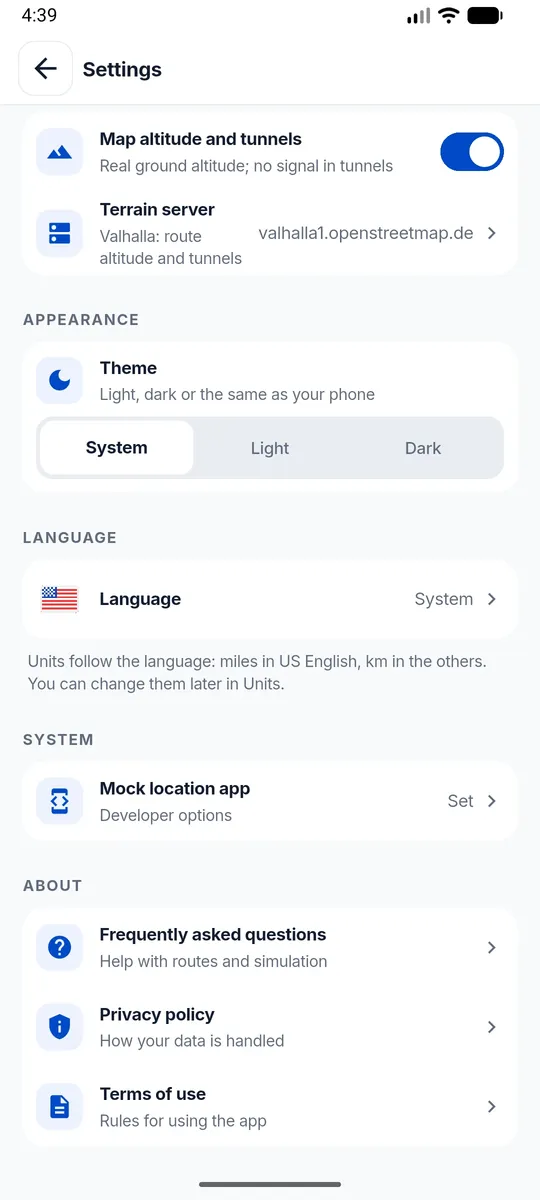 4:39
Settings
Map altitude and tunnels
Real ground altitude; no signal in tunnels
Terrain server
Valhalla: route
altitude and tunnels
valhalla1.openstreetmap.de
APPEARANCE
Theme
Light, dark or the same as your phone
System Light Dark
LANGUAGE
Language System
Units follow the language: miles in US English, km in the others.
You can change them later in Units.
SYSTEM
Mock location app
Developer options
Set
ABOUT
Frequently asked questions
Help with routes and simulation
Privacy policy
How your data is handled
Terms of use
Rules for using the app